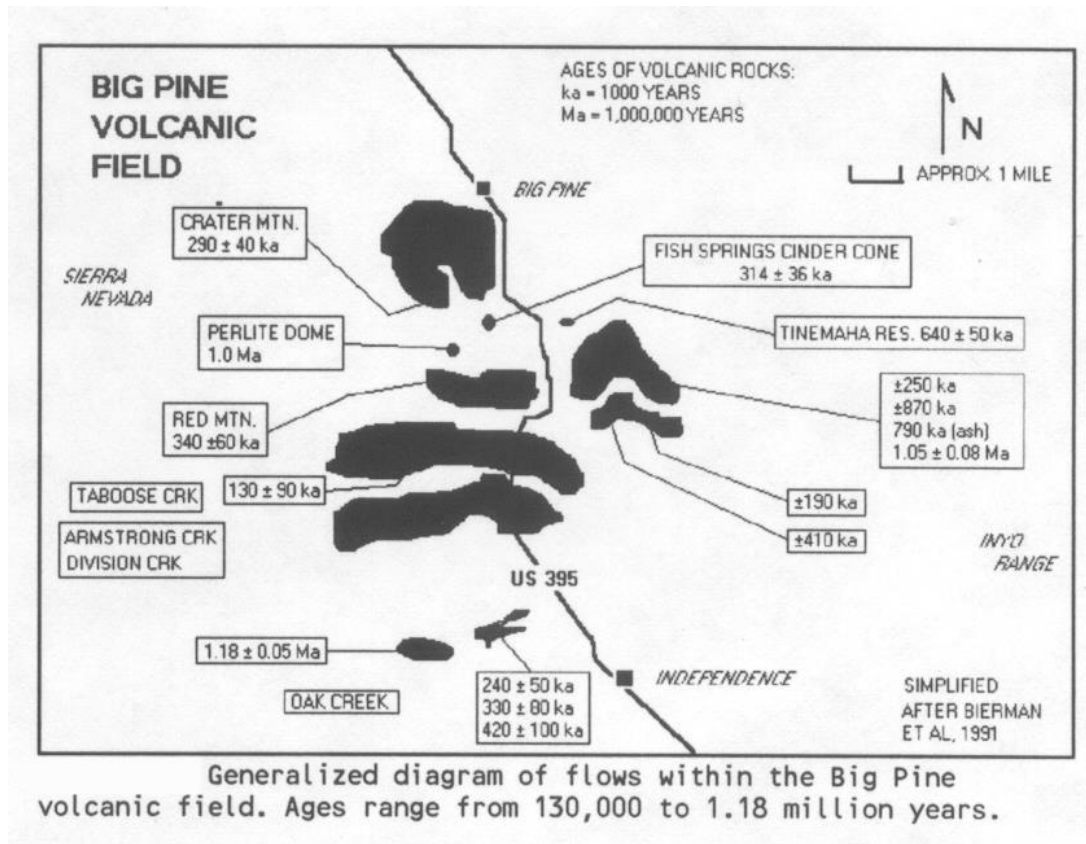 BIG PINE
VOLCANIC
FIELD
AGES OF VOLCANIC ROCKS:
ka = 1000 YEARS
Ma = 1,000,000 YEARS
N
APPROX. 1 MILE
BIG PINE
CRATER MTN.
290 ± 40 ka
FISH SPRINGS CINDER CONE
314 ± 36 ka
SIERRA
NEVADA
PERLITE DOME
1.0 Ma
TINEMAHA RES. 640 ± 50 ka
±250 ka
±870 ka
790 ka (ash)
1.05 ± 0.08 Ma
RED MTN.
340 ±60 ka
130 ± 90 ka
TABOOSE CRK
±190 ka
ARMSTRONG CRK
DIVISION CRK
±410 ka
INYO
RANGE
US 395
1.18 ± 0.05 Ma
OAK CREEK
240 ± 50 ka
330 ± 80 ka
420 ± 100 ka
INDEPENDENCE
SIMPLIFIED
AFTER BIERMAN
ET AL, 1991
Generalized diagram of flows within the Big Pine
volcanic field. Ages range from 130,000 to 1.18 million years.